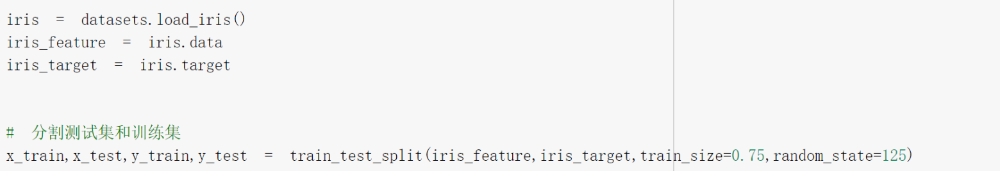 iris = datasets.load_iris()
iris_feature = iris.data
iris_target = iris.target
# 分割测试集和训练集
x_train,x_test,y_train,y_test = train_test_split(iris_feature,iris_target,train_size=0.75,random_state=125)